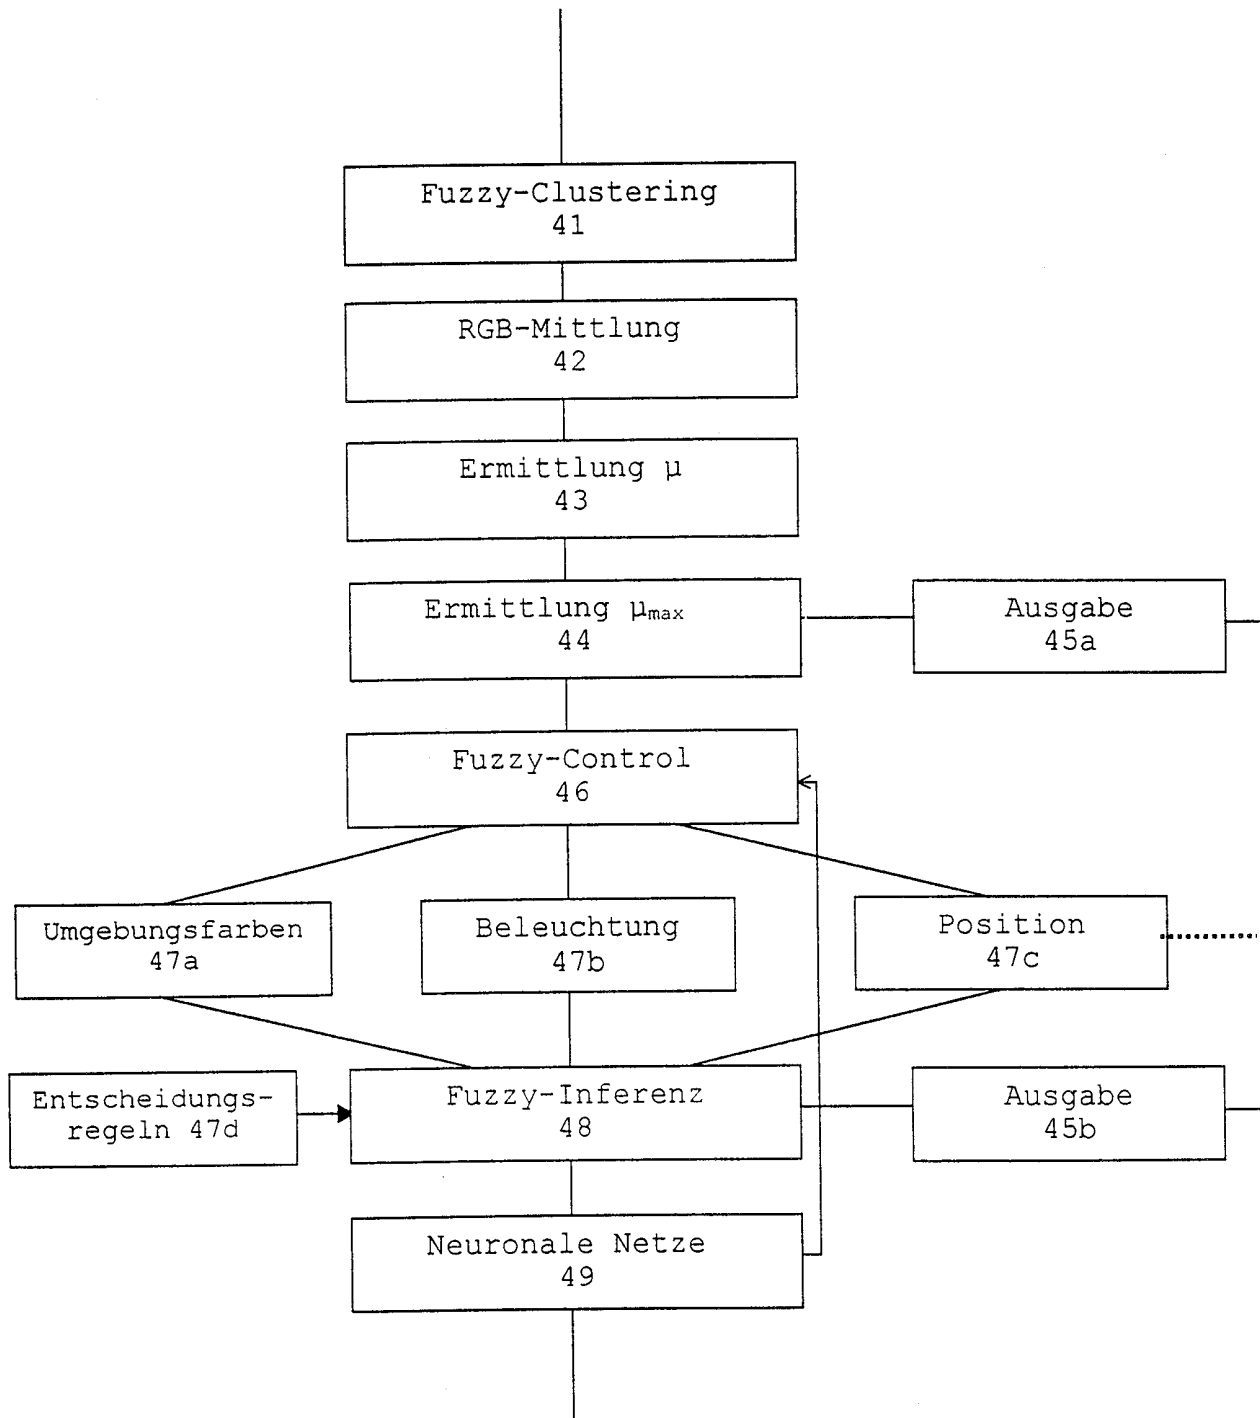 Fuzzy-Clustering
41
RGB-Mittlung
42
Ermittlung µ
43
Ermittlung µmax
44
Ausgabe
45a
Fuzzy-Control
46
Umgebungsfarben
47a
Beleuchtung
47b
Position
47c
Entscheidungs-
regeln 47d
Fuzzy-Inferenz
48
Ausgabe
45b
Neuronale Netze
49